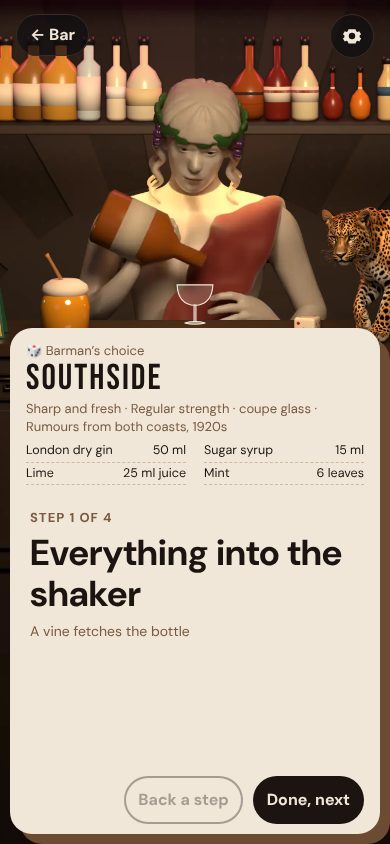 ← Bar
Barman's choice
SOUTHSIDE
Sharp and fresh · Regular strength · coupe glass ·
Rumours from both coasts, 1920s
London dry gin 50 ml Sugar syrup 15 ml
Lime 25 ml juice Mint 6 leaves
STEP 1 OF 4
Everything into the
shaker
A vine fetches the bottle
Back a step Done, next